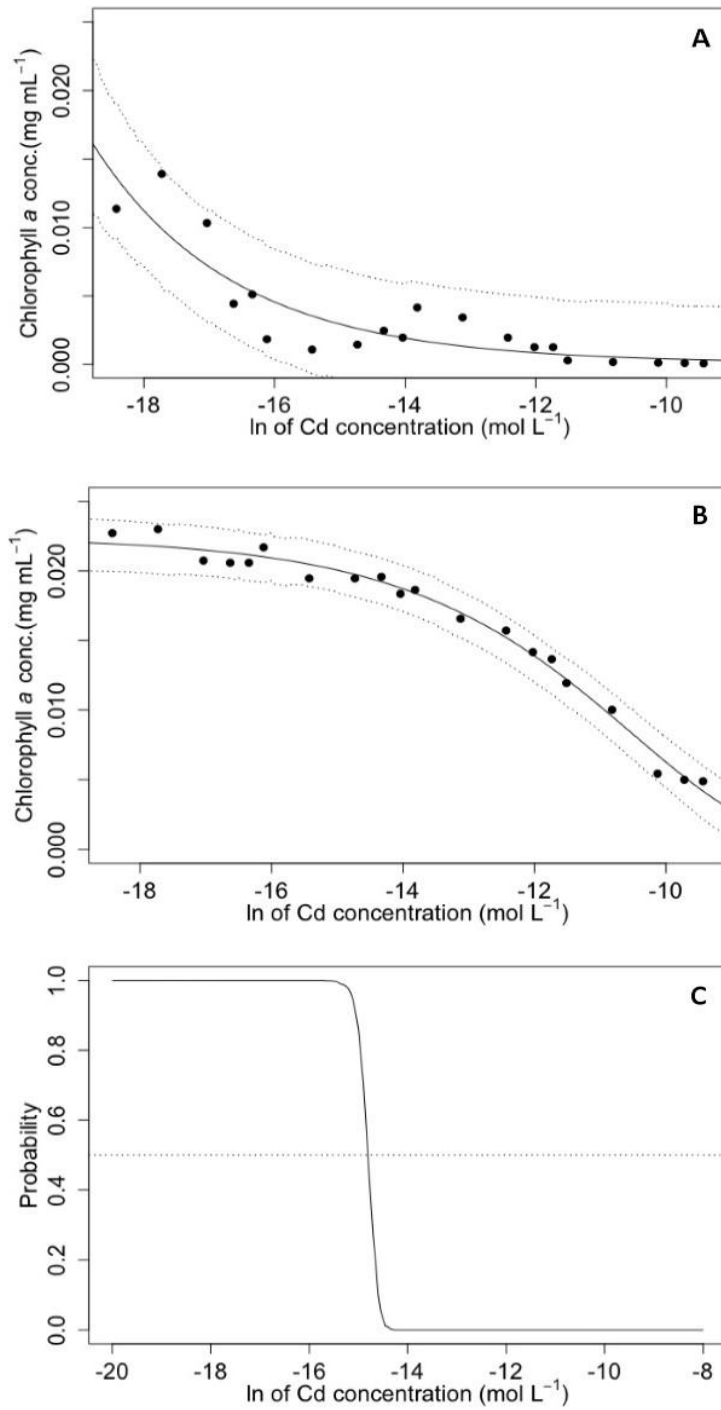 A
Chlorophyll a conc.(mg mL⁻¹)
0.020
0.010
0.000
-18 -16 -14 -12 -10
ln of Cd concentration (mol L⁻¹)
B
Chlorophyll a conc.(mg mL⁻¹)
0.020
0.010
0.000
-18 -16 -14 -12 -10
ln of Cd concentration (mol L⁻¹)
C
Probability
1.0
0.8
0.6
0.4
0.2
0.0
-20 -18 -16 -14 -12 -10 -8
ln of Cd concentration (mol L⁻¹)